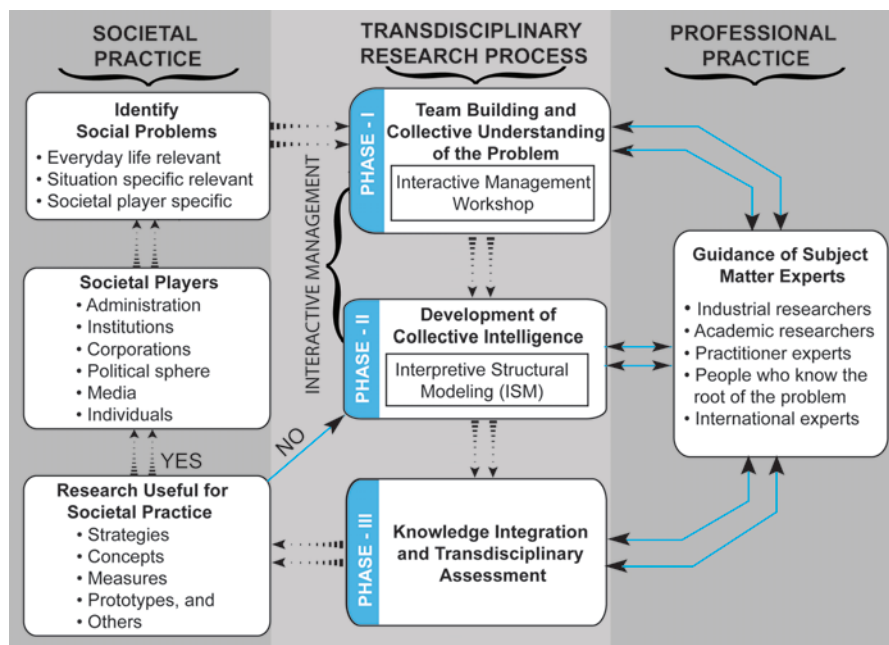 SOCIETAL
PRACTICE
Identify
Social Problems
• Everyday life relevant
• Situation specific relevant
• Societal player specific
Societal Players
• Administration
• Institutions
• Corporations
• Political sphere
• Media
• Individuals
YES
NO
Research Useful for
Societal Practice
• Strategies
• Concepts
• Measures
• Prototypes, and
• Others
TRANSDISCIPLINARY
RESEARCH PROCESS
INTERACTIVE MANAGEMENT
PHASE - I
Team Building and
Collective Understanding
of the Problem
Interactive Management
Workshop
PHASE - II
Development of
Collective Intelligence
Interpretive Structural
Modeling (ISM)
PHASE - III
Knowledge Integration
and Transdisciplinary
Assessment
PROFESSIONAL
PRACTICE
Guidance of Subject
Matter Experts
• Industrial researchers
• Academic researchers
• Practitioner experts
• People who know the
root of the problem
• International experts